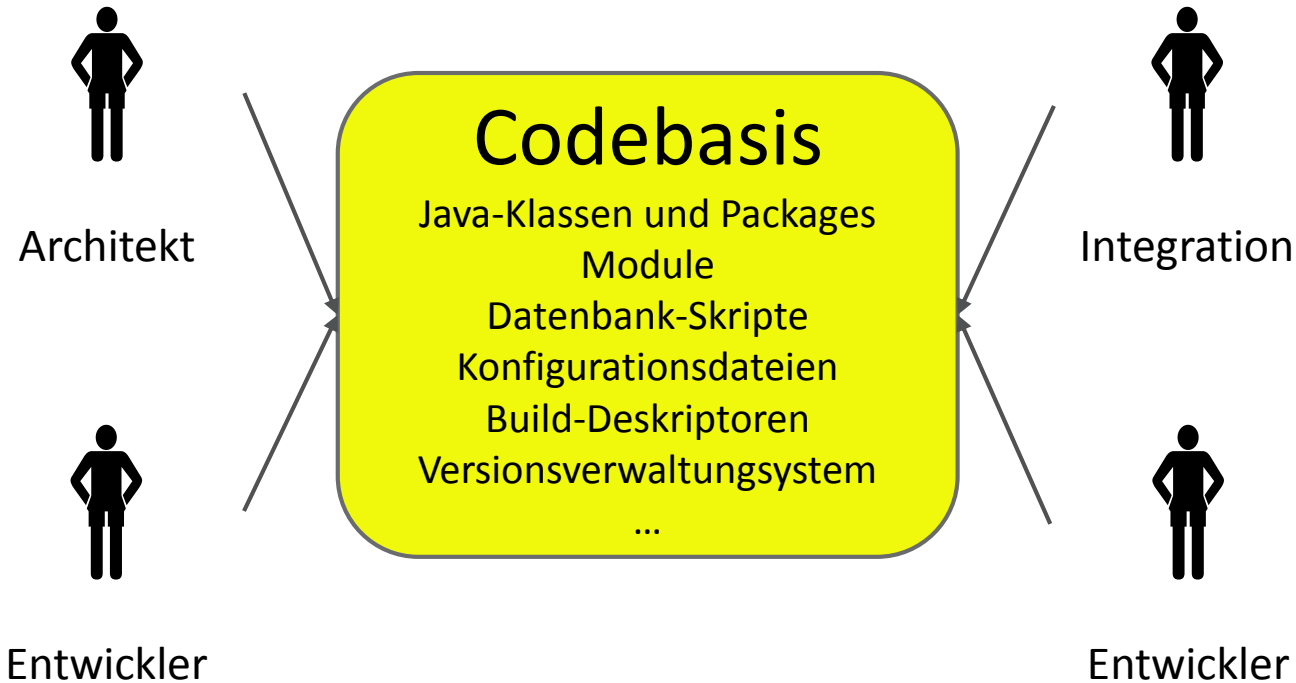 Architekt
Codebasis
Java-Klassen und Packages
Module
Datenbank-Skripte
Konfigurationsdateien
Build-Deskriptoren
Versionsverwaltungsystem
...
Integration
Entwickler
Entwickler